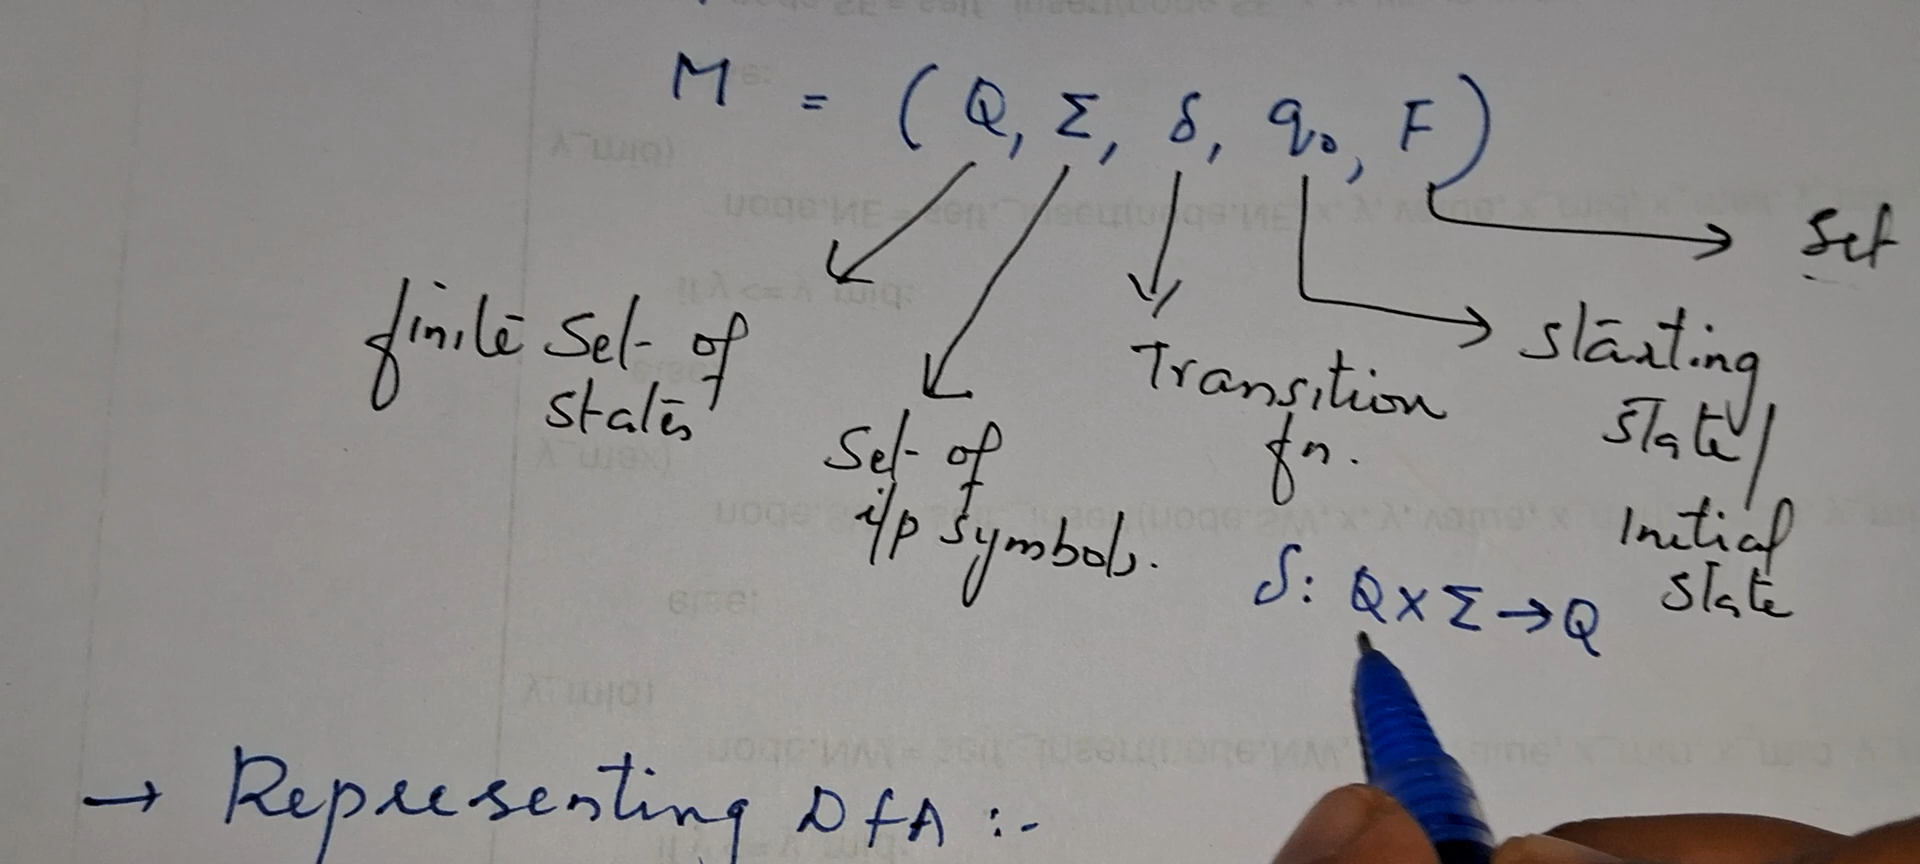 M = (Q, Σ, δ, q₀, F)
Set
finite Set of
states
Set of
i/p symbols.
Transition
fn.
starting
state/
Initial
state
δ: Q×Σ→Q
→ Representing DFA :-